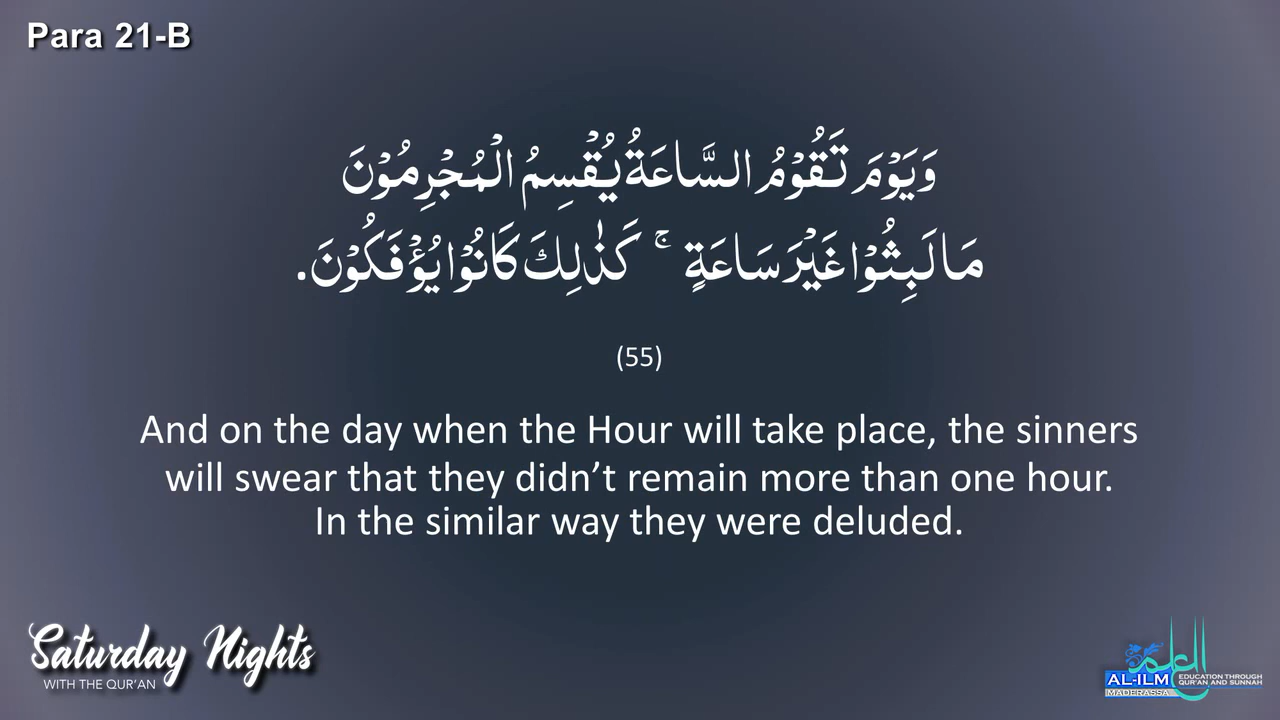 Para 21-B
وَيَوْمَ تَقُوْمُ السَّاعَةُ يُقْسِمُ الْمُجْرِمُوْنَ
مَا لَبِثُوْا غَيْرَ سَاعَةٍ ۚ كَذٰلِكَ كَانُوْا يُؤْفَكُوْنَ.
(55)
And on the day when the Hour will take place, the sinners
will swear that they didn’t remain more than one hour.
In the similar way they were deluded.
Saturday Nights
WITH THE QUR’AN
العلم
AL-ILM
MADERASSA
EDUCATION THROUGH
QUR’AN AND SUNNAH